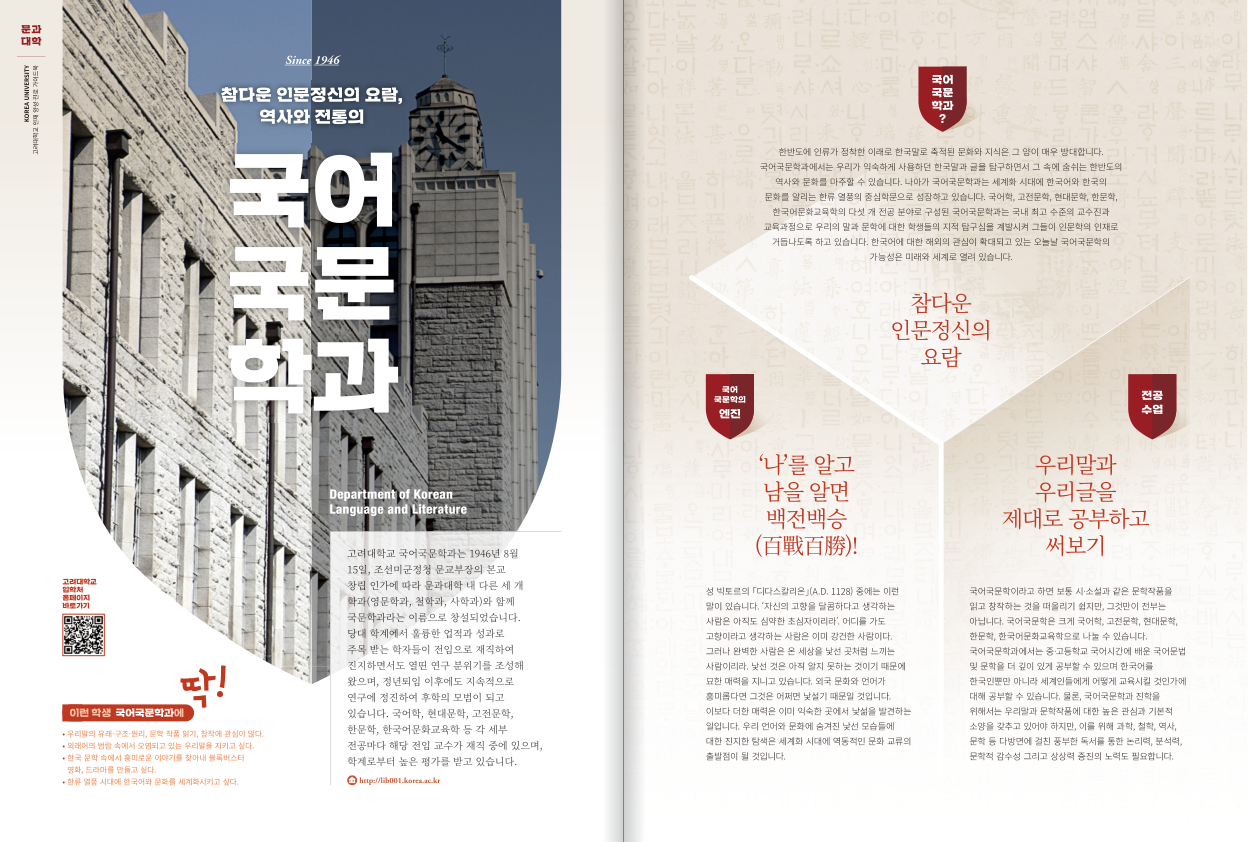 문과
대학
KOREA UNIVERSITY
고려대학교 인재 양성 진로 가이드북
Since 1946
참다운 인문정신의 요람,
역사와 전통의
국어
국문
학과
Department of Korean
Language and Literature
고려대학교 국어국문학과는 1946년 8월
15일, 조선미군정청 문교부장의 본교
창립 인가에 따라 문과대학 내 다른 세 개
학과(영문학과, 철학과, 사학과)와 함께
국문학과라는 이름으로 창설되었습니다.
당대 학계에서 훌륭한 업적과 성과로
주목 받는 학자들이 전임으로 재직하여
진지하면서도 열띤 연구 분위기를 조성해
왔으며, 정년퇴임 이후에도 지속적으로
연구에 정진하여 후학의 모범이 되고
있습니다. 국어학, 현대문학, 고전문학,
한문학, 한국어문화교육학 등 각 세부
전공마다 해당 전임 교수가 재직 중에 있으며,
학계로부터 높은 평가를 받고 있습니다.
http://lib001.korea.ac.kr
고려대학교
입학처
홈페이지
바로가기
딱!
이런 학생 국어국문학과에
• 우리말의 유래·구조·원리, 문학 작품 읽기, 창작에 관심이 많다.
• 외래어의 범람 속에서 오염되고 있는 우리말을 지키고 싶다.
• 한국 문학 속에서 흥미로운 이야기를 찾아내 블록버스터
영화, 드라마를 만들고 싶다.
• 한류 열풍 시대에 한국어와 문화를 세계화시키고 싶다.
국어
국문
학과
?
한반도에 인류가 정착한 이래로 한국말로 축적된 문화와 지식은 그 양이 매우 방대합니다.
국어국문학과에서는 우리가 익숙하게 사용하던 한국말과 글을 탐구하면서 그 속에 숨쉬는 한반도의
역사와 문화를 마주할 수 있습니다. 나아가 국어국문학과는 세계화 시대에 한국어와 한국의
문화를 알리는 한류 열풍의 중심학문으로 성장하고 있습니다. 국어학, 고전문학, 현대문학, 한문학,
한국어문화교육학의 다섯 개 전공 분야로 구성된 국어국문학과는 국내 최고 수준의 교수진과
교육과정으로 우리의 말과 문학에 대한 학생들의 지적 탐구심을 계발시켜 그들이 인문학의 인재로
거듭나도록 하고 있습니다. 한국어에 대한 해외의 관심이 확대되고 있는 오늘날 국어국문학의
가능성은 미래와 세계로 열려 있습니다.
참다운
인문정신의
요람
국어
국문학의
엔진
‘나’를 알고
남을 알면
백전백승
(百戰百勝)!
성 빅토르의 「디다스칼리온」(A.D. 1128) 중에는 이런
말이 있습니다. ‘자신의 고향을 달콤하다고 생각하는
사람은 아직도 심약한 초심자이리라’. 어디를 가도
고향이라고 생각하는 사람은 이미 강건한 사람이다.
그러나 완벽한 사람은 온 세상을 낯선 곳처럼 느끼는
사람이리라. 낯선 것은 아직 알지 못하는 것이기 때문에
묘한 매력을 지니고 있습니다. 외국 문화와 언어가
흥미롭다면 그것은 어쩌면 낯설기 때문일 것입니다.
이보다 더한 매력은 이미 익숙한 곳에서 낯섦을 발견하는
일입니다. 우리 언어와 문화에 숨겨진 낯선 모습들에
대한 진지한 탐색은 세계화 시대에 역동적인 문화 교류의
출발점이 될 것입니다.
전공
수업
우리말과
우리글을
제대로 공부하고
써보기
국어국문학이라고 하면 보통 시·소설과 같은 문학작품을
읽고 창작하는 것을 떠올리기 쉽지만, 그것만이 전부는
아닙니다. 국어국문학은 크게 국어학, 고전문학, 현대문학,
한문학, 한국어문화교육학으로 나눌 수 있습니다.
국어국문학과에서는 중·고등학교 국어시간에 배운 국어문법
및 문학을 더 깊이 있게 공부할 수 있으며 한국어를
한국인뿐만 아니라 세계인들에게 어떻게 교육시킬 것인가에
대해 공부할 수 있습니다. 물론, 국어국문학과 진학을
위해서는 우리말과 문학작품에 대한 높은 관심과 기본적
소양을 갖추고 있어야 하지만, 이를 위해 과학, 철학, 역사,
문학 등 다방면에 걸친 풍부한 독서를 통한 논리력, 분석력,
문학적 감수성 그리고 상상력 증진의 노력도 필요합니다.